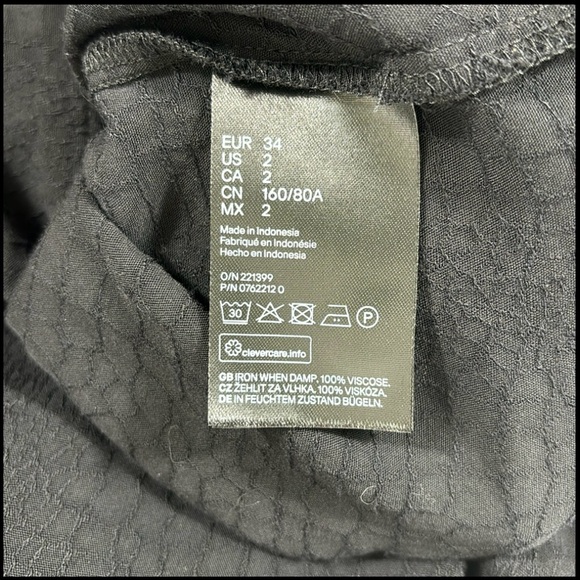 EUR 34
US 2
CA 2
CN 160/80A
MX 2
Made in Indonesia
Fabriqué en Indonésie
Hecho en Indonesia
O/N 221399
P/N 0762212 0
30 P
clevercare.info
GB IRON WHEN DAMP. 100% VISCOSE.
CZ ŽEHLIT ZA VLHKA. 100% VISKÓZA.
DE IN FEUCHTEM ZUSTAND BÜGELN.